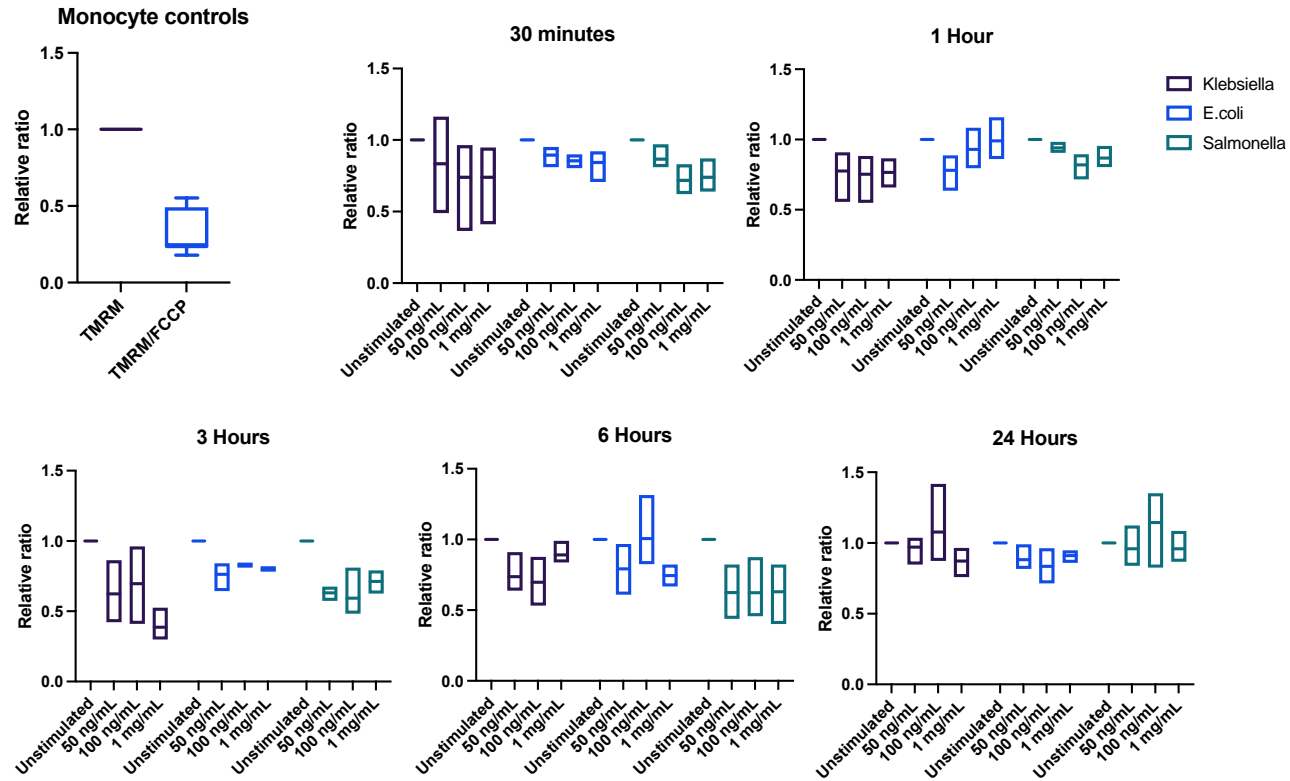 Monocyte controls
Relative ratio
1.5
1.0
0.5
0.0
TMRM
TMRM/FCCP
30 minutes
Relative ratio
1.5
1.0
0.5
0.0
Unstimulated
50 ng/mL
100 ng/mL
1 mg/mL
Unstimulated
50 ng/mL
100 ng/mL
1 mg/mL
Unstimulated
50 ng/mL
100 ng/mL
1 mg/mL
1 Hour
Relative ratio
1.5
1.0
0.5
0.0
Unstimulated
50 ng/mL
100 ng/mL
1 mg/mL
Unstimulated
50 ng/mL
100 ng/mL
1 mg/mL
Unstimulated
50 ng/mL
100 ng/mL
1 mg/mL
Klebsiella
E.coli
Salmonella
3 Hours
Relative ratio
1.5
1.0
0.5
0.0
Unstimulated
50 ng/mL
100 ng/mL
1 mg/mL
Unstimulated
50 ng/mL
100 ng/mL
1 mg/mL
Unstimulated
50 ng/mL
100 ng/mL
1 mg/mL
6 Hours
Relative ratio
1.5
1.0
0.5
0.0
Unstimulated
50 ng/mL
100 ng/mL
1 mg/mL
Unstimulated
50 ng/mL
100 ng/mL
1 mg/mL
Unstimulated
50 ng/mL
100 ng/mL
1 mg/mL
24 Hours
Relative ratio
1.5
1.0
0.5
0.0
Unstimulated
50 ng/mL
100 ng/mL
1 mg/mL
Unstimulated
50 ng/mL
100 ng/mL
1 mg/mL
Unstimulated
50 ng/mL
100 ng/mL
1 mg/mL